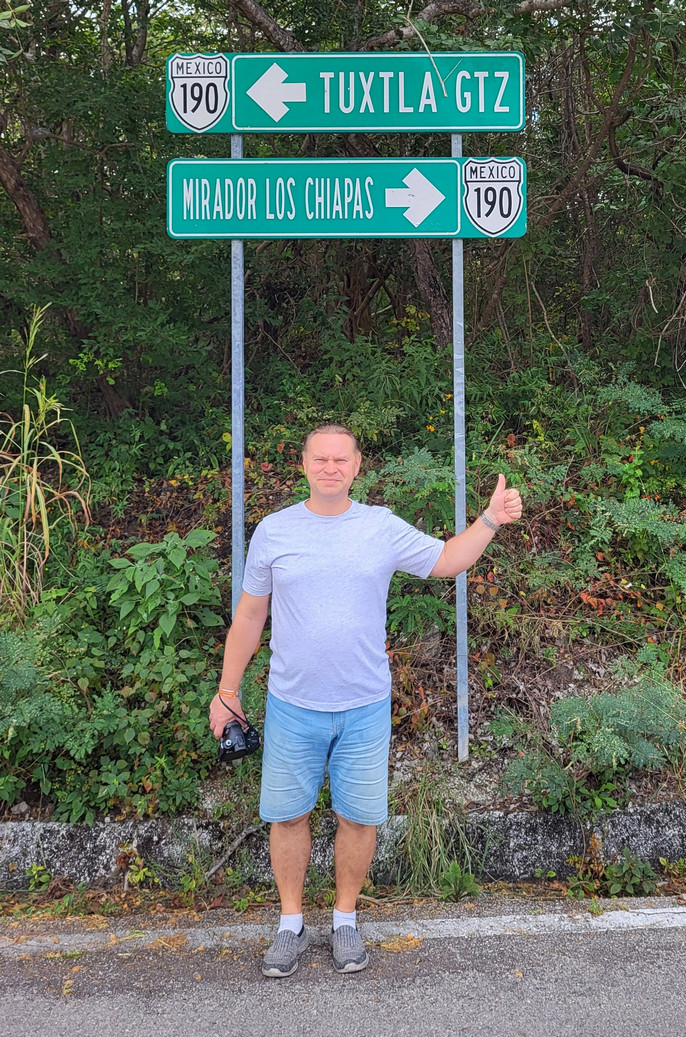 MEXICO
190
TUXTLA GTZ
MIRADOR LOS CHIAPAS
MEXICO
190